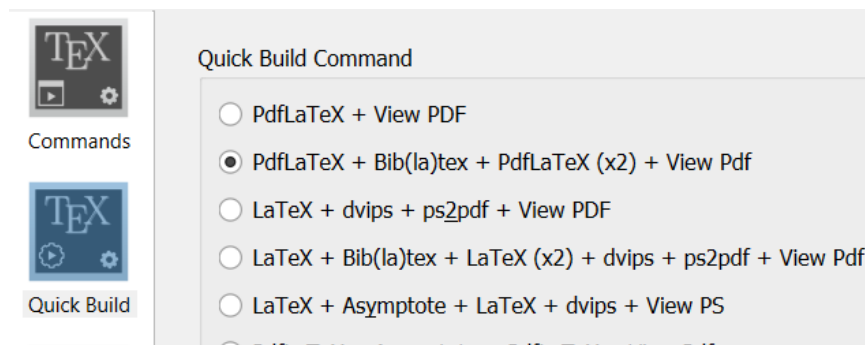 TEX
Commands
TEX
Quick Build
Quick Build Command
PdfLaTeX + View PDF
PdfLaTeX + Bib(la)tex + PdfLaTeX (x2) + View Pdf
LaTeX + dvips + ps2pdf + View PDF
LaTeX + Bib(la)tex + LaTeX (x2) + dvips + ps2pdf + View Pdf
LaTeX + Asymptote + LaTeX + dvips + View PS